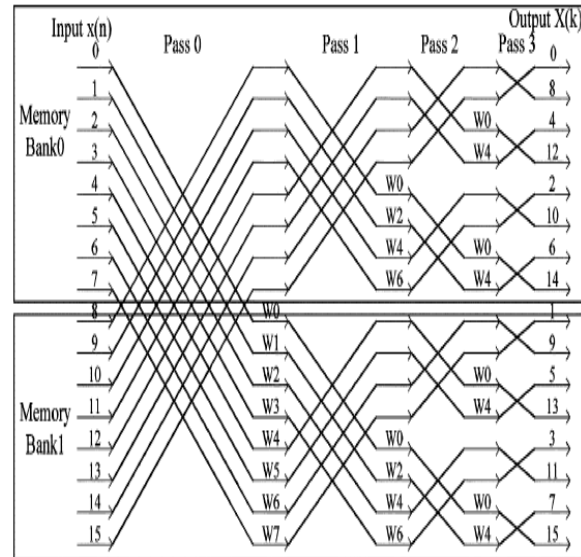 Input x(n) Output X(k)
Pass 0 Pass 1 Pass 2 Pass 3
0 0
1 8
Memory
Bank0
2 W0 4
3 W4 12
4 W0 2
5 W2 10
6 W4 W0 6
7 W6 W4 14
8 W0 1
9 W1 9
10 W2 W0 5
11 W3 W4 13
Memory
Bank1
12 W4 W0 3
13 W5 W2 11
14 W6 W4 W0 7
15 W7 W6 W4 15